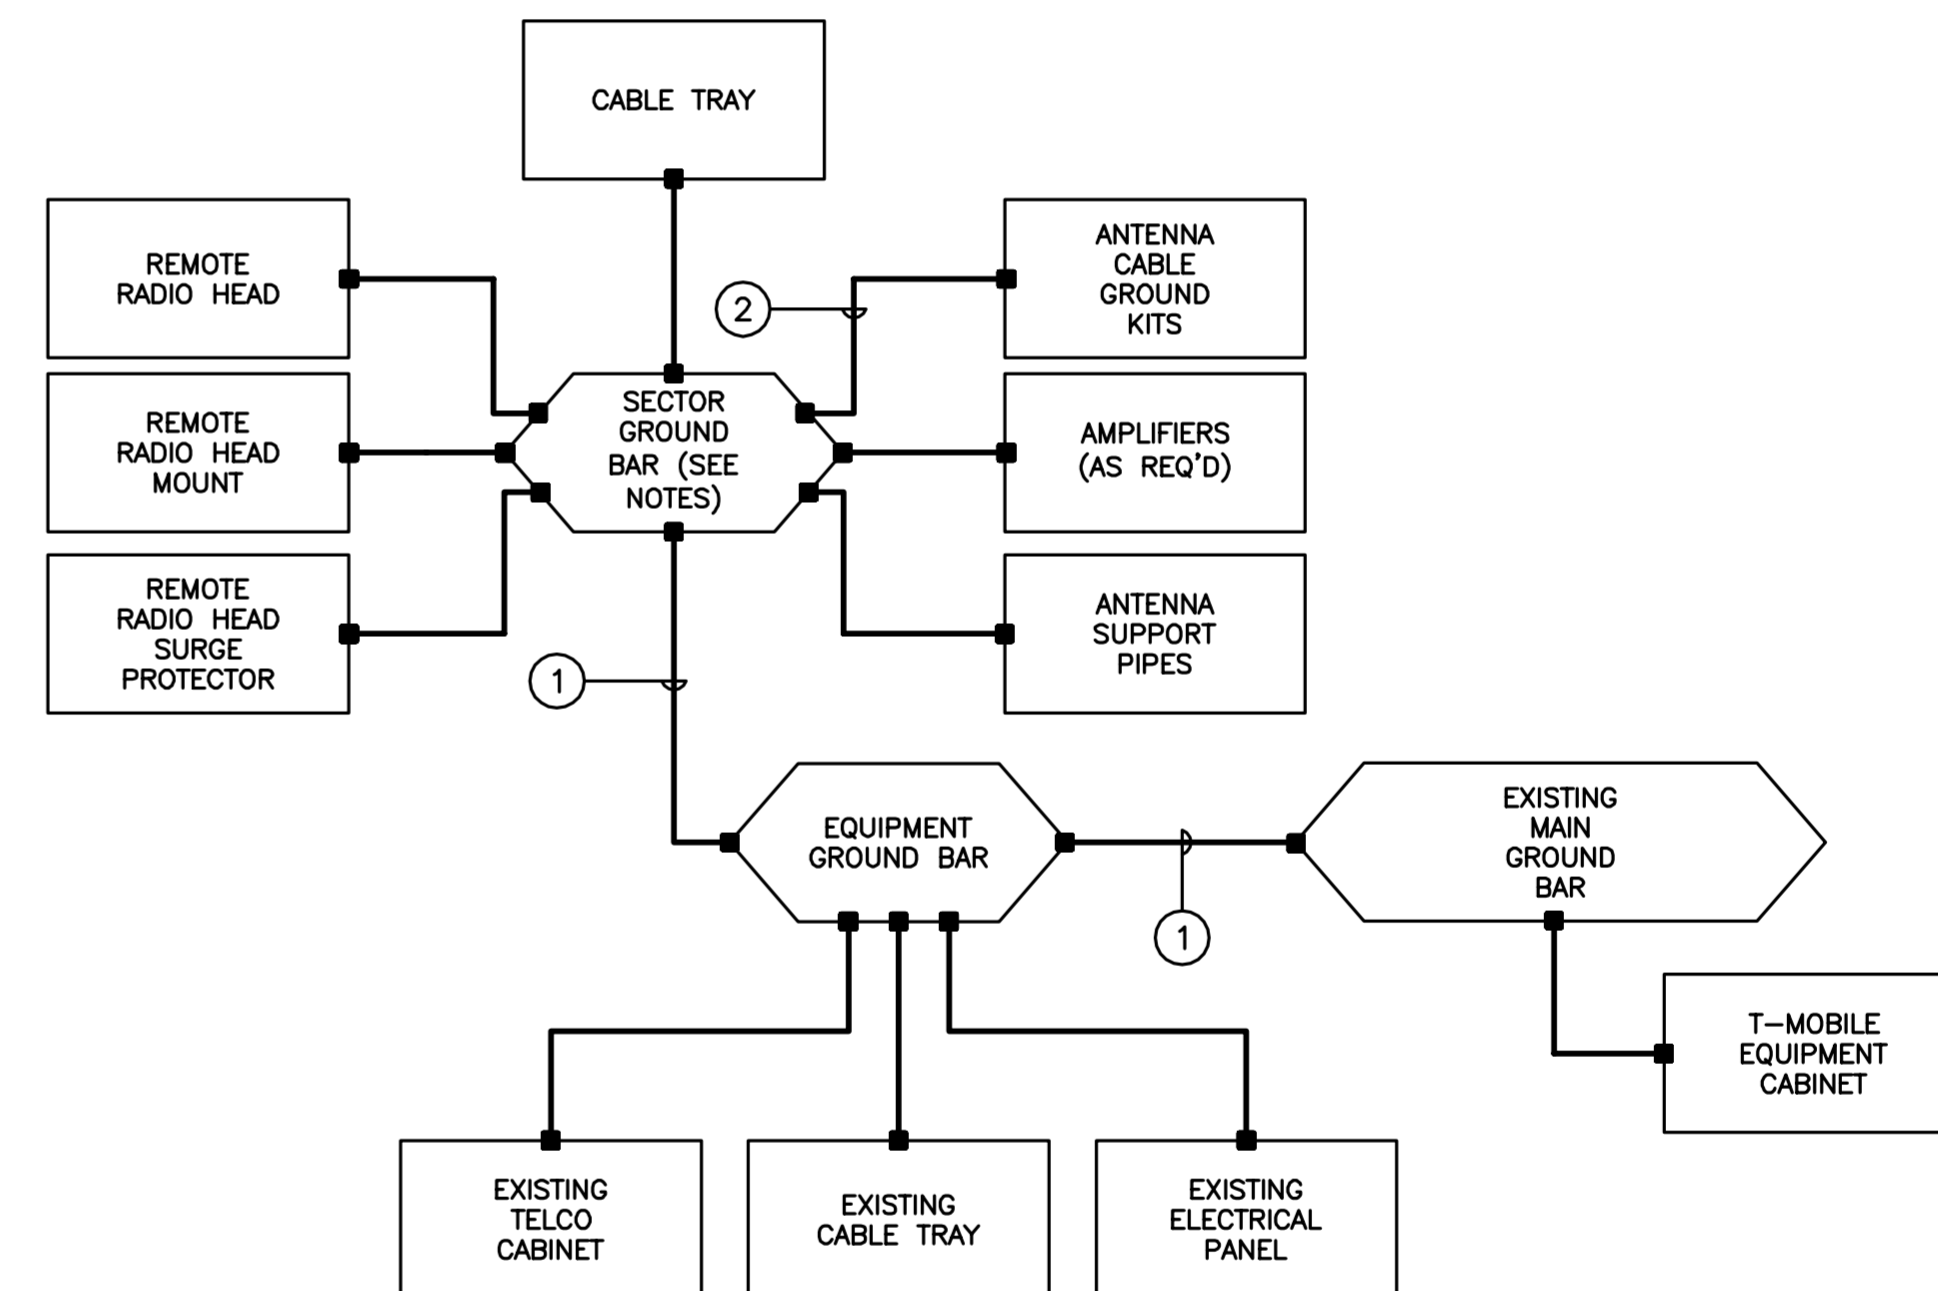 CABLE TRAY
REMOTE
RADIO HEAD
ANTENNA
CABLE
GROUND
KITS
2
REMOTE
RADIO HEAD
MOUNT
SECTOR
GROUND
BAR (SEE
NOTES)
AMPLIFIERS
(AS REQ'D)
REMOTE
RADIO HEAD
SURGE
PROTECTOR
ANTENNA
SUPPORT
PIPES
1
EQUIPMENT
GROUND BAR
EXISTING
MAIN
GROUND
BAR
1
T-MOBILE
EQUIPMENT
CABINET
EXISTING
TELCO
CABINET
EXISTING
CABLE TRAY
EXISTING
ELECTRICAL
PANEL